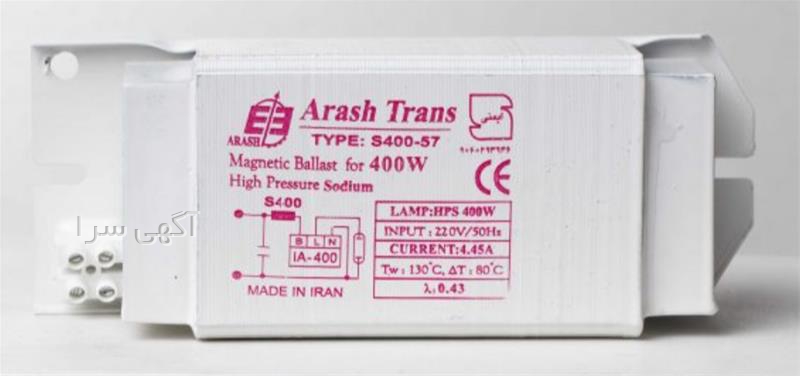 Arash Trans
ARASH
TYPE: S400-57
ایمنی
۹۰۶۰۲۹۳۶۳۶
Magnetic Ballast for 400W
High Pressure Sodium
CE
S400
B L N
IA-400
MADE IN IRAN
LAMP:HPS 400W
INPUT : 220V/50Hz
CURRENT:4.45A
Tw : 130°C, ΔT : 80°C
λ:0.43
آگهی سرا